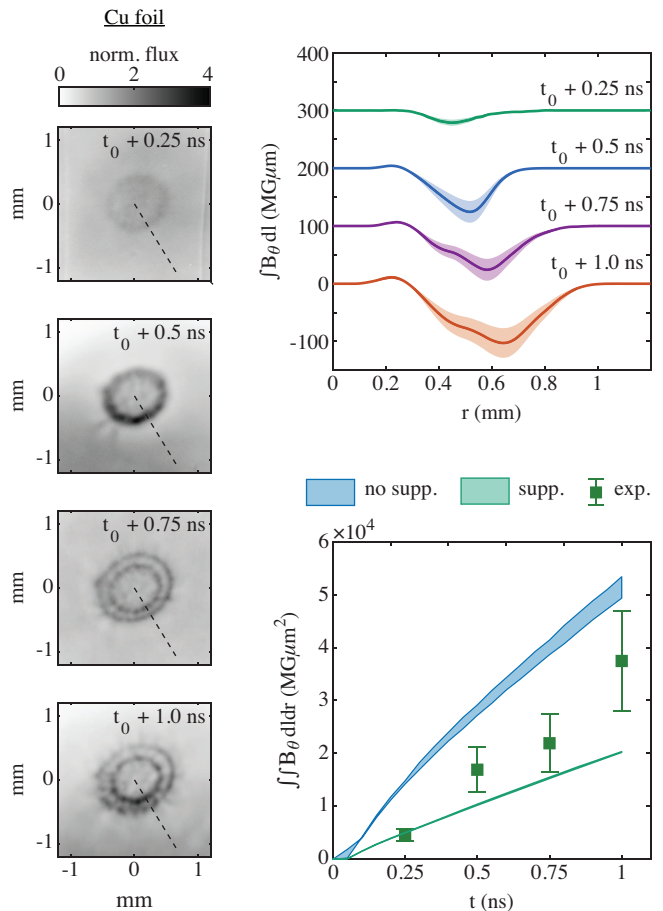 Cu foil
norm. flux
0 2 4
t0 + 0.25 ns
1
0
-1
mm
t0 + 0.5 ns
1
0
-1
mm
t0 + 0.75 ns
1
0
-1
mm
t0 + 1.0 ns
1
0
-1
mm
-1 0 1
mm
400
300
200
100
0
-100
∫Bθ dl (MGμm)
t0 + 0.25 ns
t0 + 0.5 ns
t0 + 0.75 ns
t0 + 1.0 ns
0 0.2 0.4 0.6 0.8 1
r (mm)
no supp. supp. exp.
×10^4
6
5
4
3
2
1
0
∫∫Bθ dldr (MGμm²)
0.25 0.5 0.75 1
t (ns)